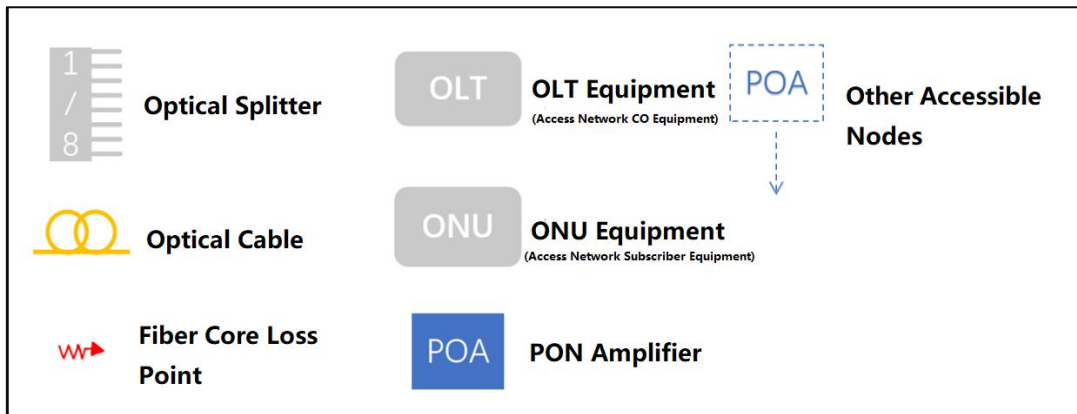 1
/
8
Optical Splitter
OLT
OLT Equipment
(Access Network CO Equipment)
POA
Other Accessible
Nodes
Optical Cable
ONU
ONU Equipment
(Access Network Subscriber Equipment)
Fiber Core Loss
Point
POA
PON Amplifier